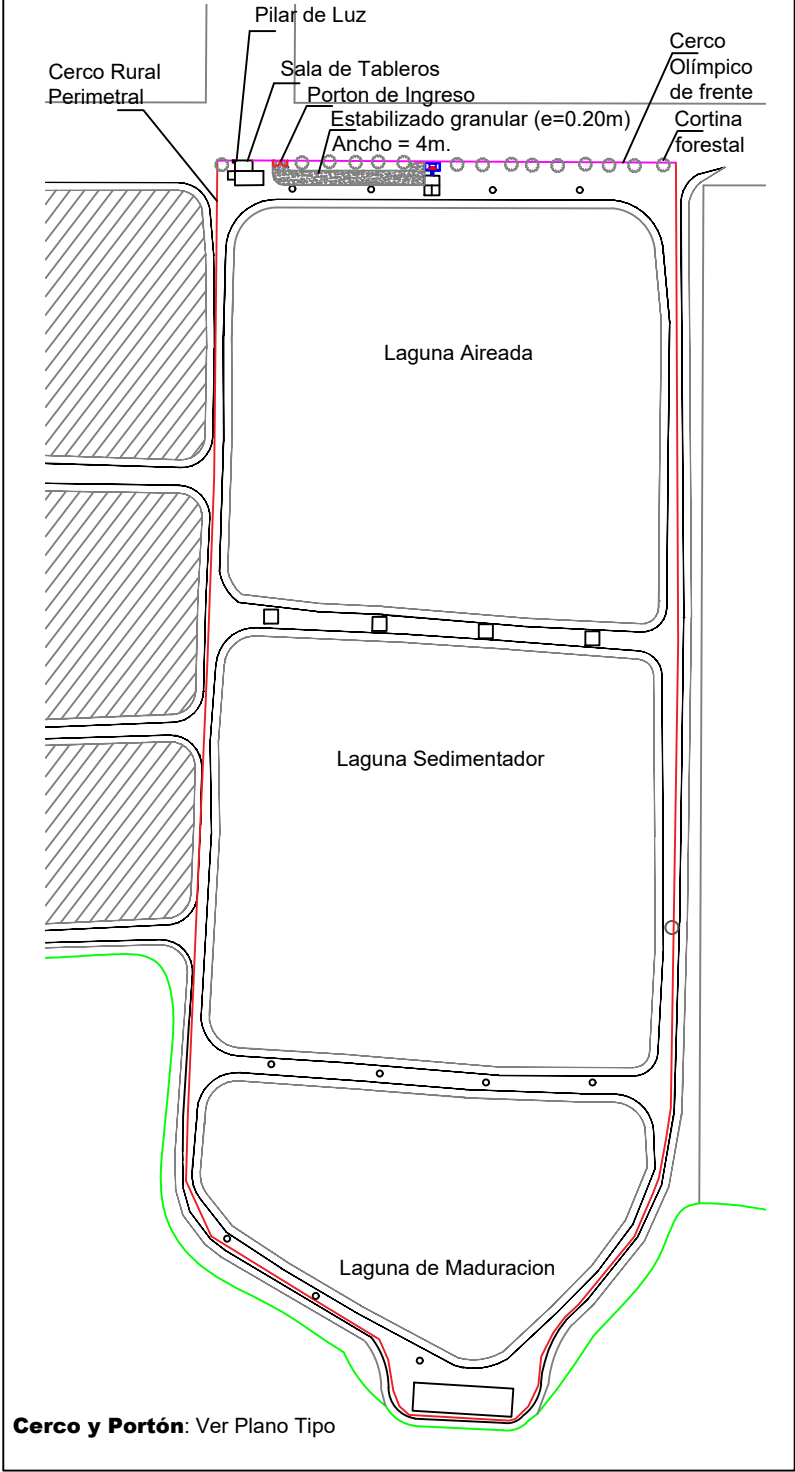 Pilar de Luz
Cerco
Olímpico
de frente
Cerco Rural
Perimetral
Sala de Tableros
Porton de Ingreso
Estabilizado granular (e=0.20m)
Ancho = 4m.
Cortina
forestal
Laguna Aireada
Laguna Sedimentador
Laguna de Maduracion
Cerco y Portón: Ver Plano Tipo